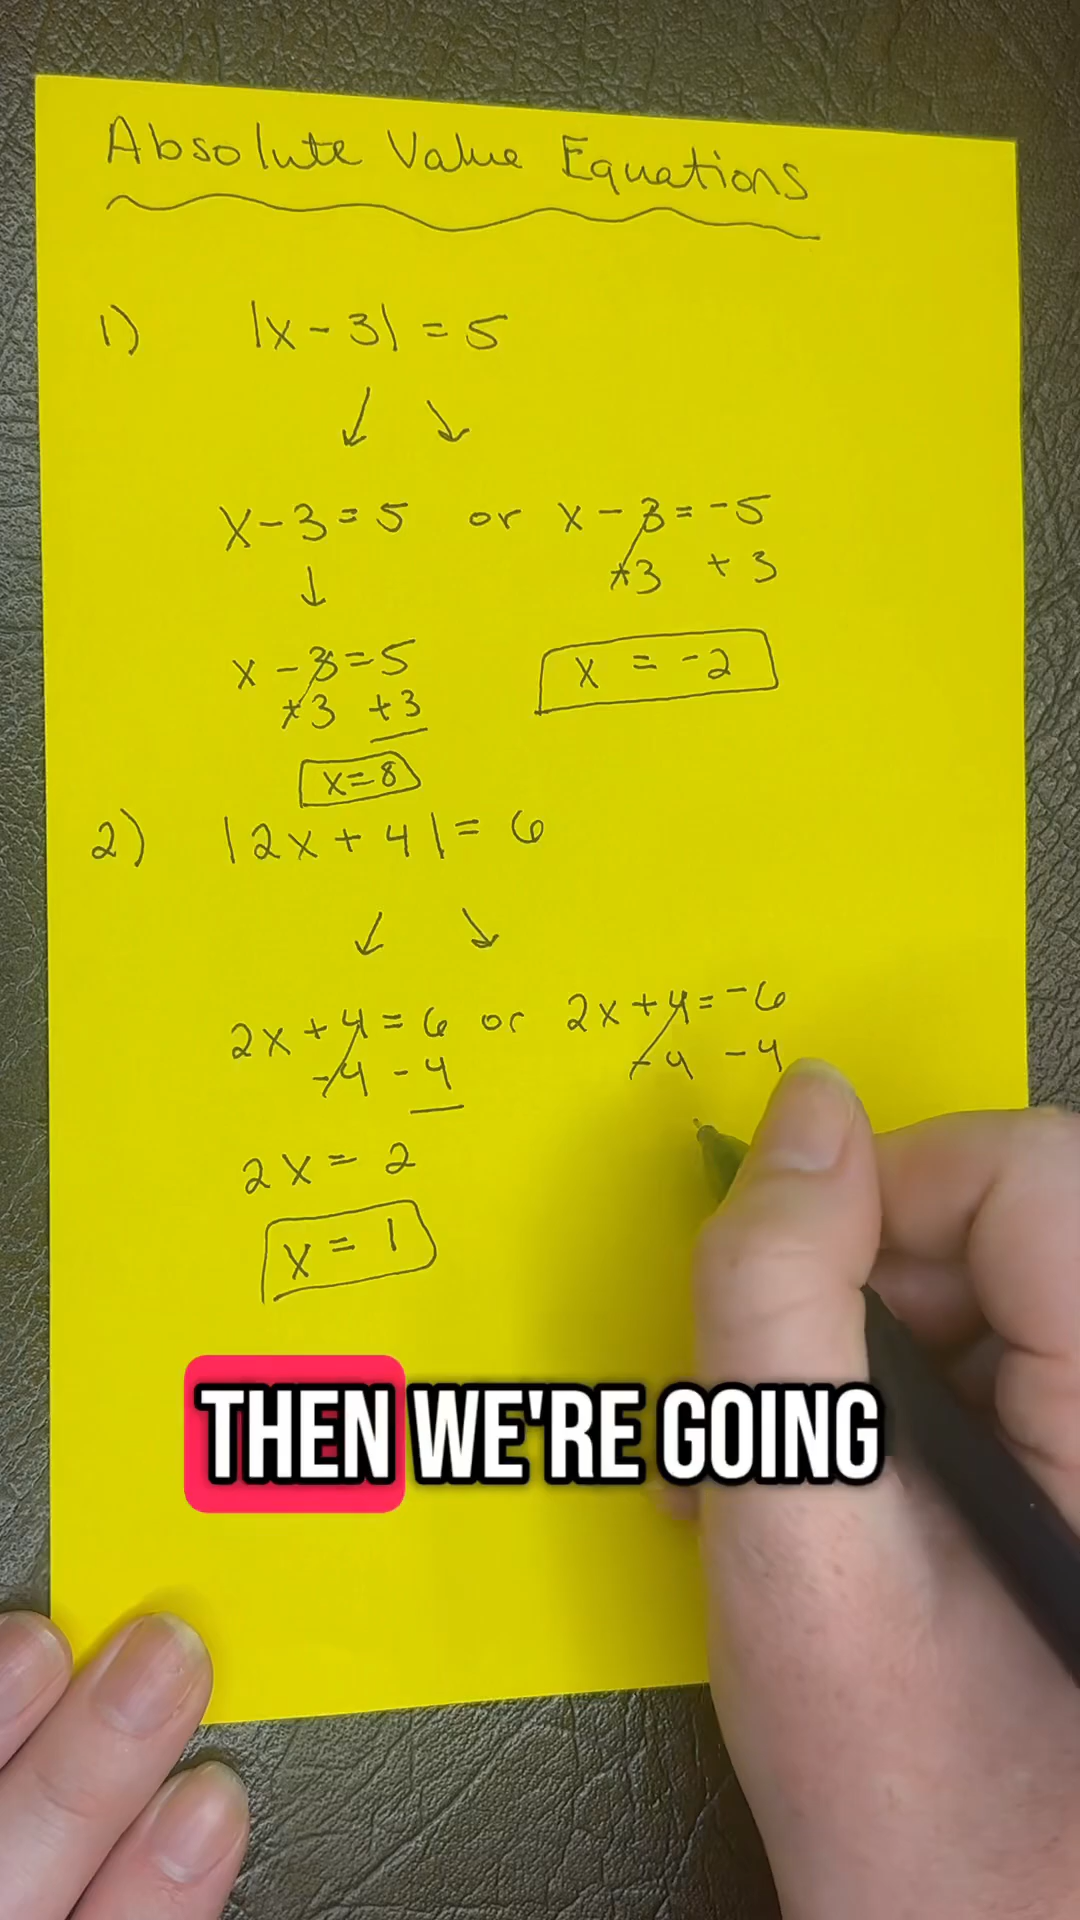 Absolute Value Equations
1) |x-3| = 5
↙ ↘
x-3=5 or x-3=-5
↓ +3 +3
x-3=5
+3 +3
x = -2
x=8
2) |2x+4|= 6
↙ ↘
2x+4=6 or 2x+4=-6
-4 -4 -4 -4
2x = 2
x = 1
THEN WE'RE GOING